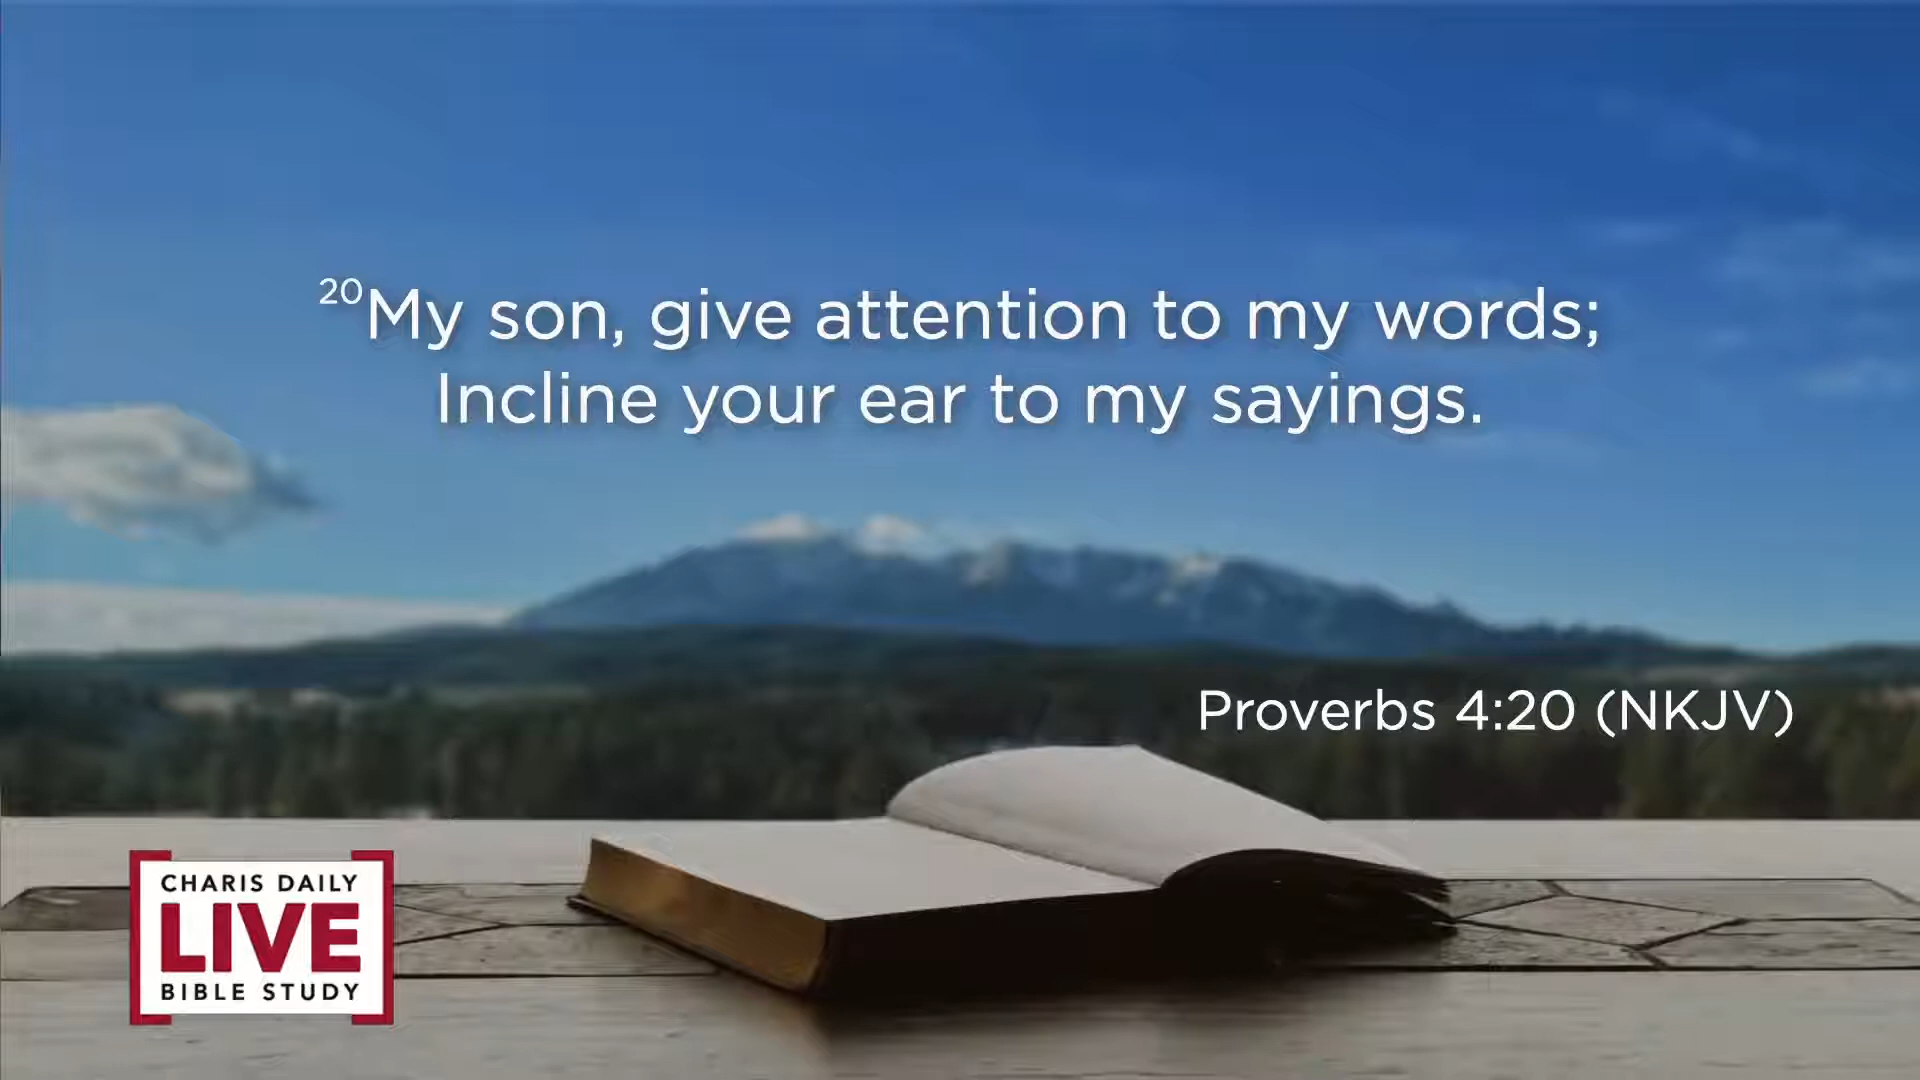 20My son, give attention to my words;
Incline your ear to my sayings.
Proverbs 4:20 (NKJV)
CHARIS DAILY
LIVE
BIBLE STUDY